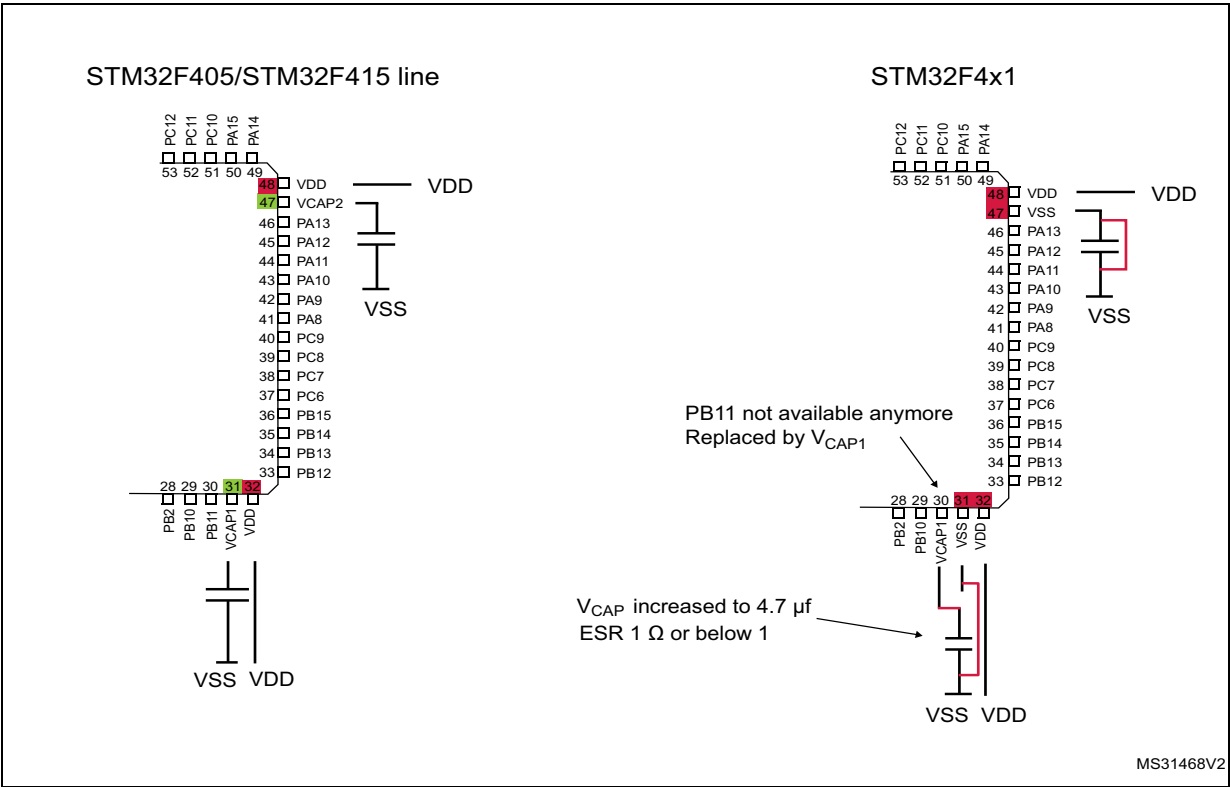 STM32F405/STM32F415 line
PC12
PC11
PC10
PA15
PA14
53 52 51 50 49
48 VDD
VDD
47 VCAP2
46 PA13
45 PA12
44 PA11
43 PA10
42 PA9
41 PA8
40 PC9
39 PC8
38 PC7
37 PC6
36 PB15
35 PB14
34 PB13
33 PB12
VSS
28 29 30 31 32
PB2
PB10
PB11
VCAP1
VDD
VSS VDD
STM32F4x1
PC12
PC11
PC10
PA15
PA14
53 52 51 50 49
48 VDD
VDD
47 VSS
46 PA13
45 PA12
44 PA11
43 PA10
42 PA9
41 PA8
40 PC9
39 PC8
38 PC7
37 PC6
36 PB15
35 PB14
34 PB13
33 PB12
VSS
PB11 not available anymore
Replaced by VCAP1
28 29 30 31 32
PB2
PB10
VCAP1
VSS
VDD
VCAP increased to 4.7 µf
ESR 1 Ω or below 1
VSS VDD
MS31468V2